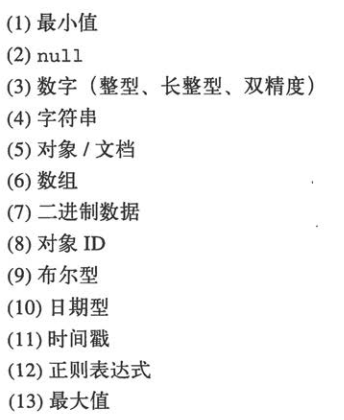 (1) 最小值
(2) null
(3) 数字（整型、长整型、双精度）
(4) 字符串
(5) 对象 / 文档
(6) 数组
(7) 二进制数据
(8) 对象 ID
(9) 布尔型
(10) 日期型
(11) 时间戳
(12) 正则表达式
(13) 最大值